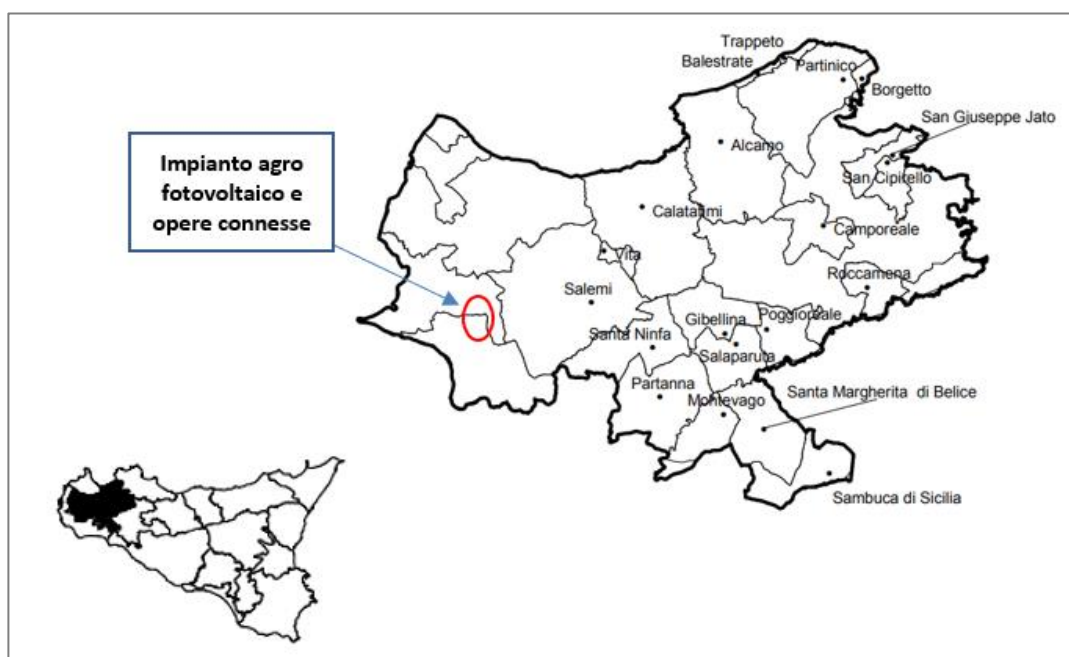 Impianto agro
fotovoltaico e
opere connesse
Trappeto
Balestrate
Partinico
Borgetto
San Giuseppe Jato
Alcamo
San Cipirello
Calatafimi
Camporeale
Vita
Roccamena
Salemi
Gibellina
Poggioreale
Santa Ninfa
Salaparuta
Partanna
Santa Margherita di Belice
Montevago
Sambuca di Sicilia